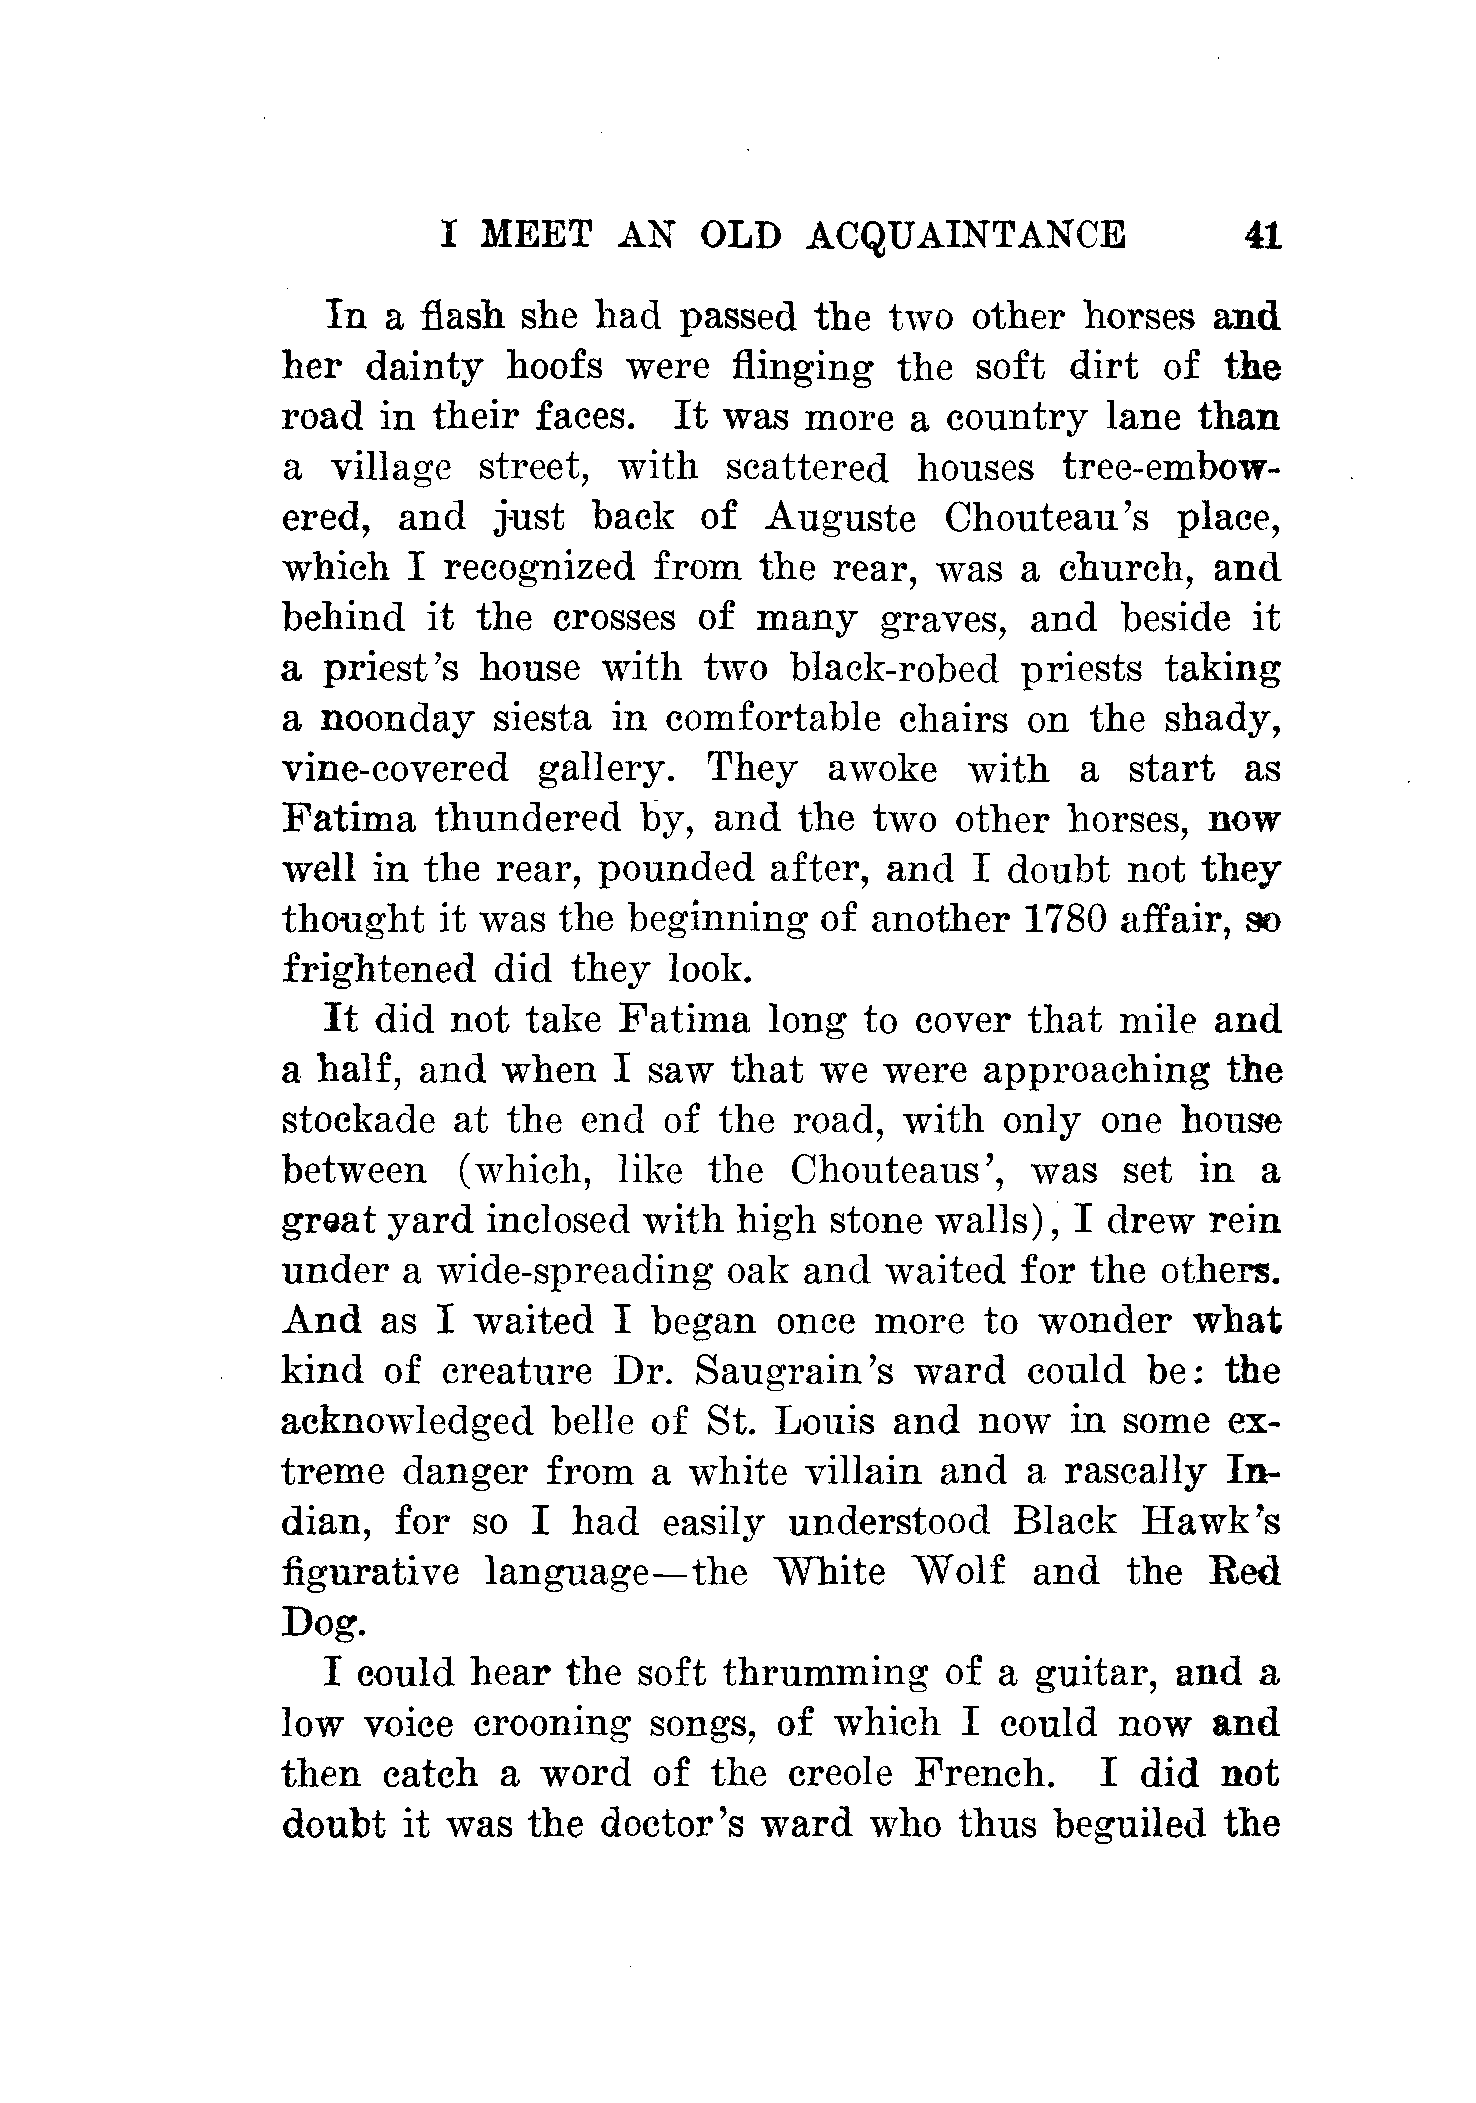 I MEET AN OLD ACQUAINTANCE 41
In a flash she had passed the two other horses and
her dainty hoofs were flinging the soft dirt of the
road in their faces. It was more a country lane than
a village street, with scattered houses tree-embow-
ered, and just back of Auguste Chouteau's place,
which I recognized from the rear, was a church, and
behind it the crosses of many graves, and beside it
a priest's house with two black-robed priests taking
a noonday siesta in comfortable chairs on the shady,
vine-covered gallery. They awoke with a start as
Fatima thundered by, and the two other horses, now
well in the rear, pounded after, and I doubt not they
thought it was the beginning of another 1780 affair, so
frightened did they look.
It did not take Fatima long to cover that mile and
a half, and when I saw that we were approaching the
stockade at the end of the road, with only one house
between (which, like the Chouteaus', was set in a
great yard inclosed with high stone walls), I drew rein
under a wide-spreading oak and waited for the others.
And as I waited I began once more to wonder what
kind of creature Dr. Saugrain's ward could be: the
acknowledged belle of St. Louis and now in some ex-
treme danger from a white villain and a rascally In-
dian, for so I had easily understood Black Hawk's
figurative language—the White Wolf and the Red
Dog.
I could hear the soft thrumming of a guitar, and a
low voice crooning songs, of which I could now and
then catch a word of the creole French. I did not
doubt it was the doctor's ward who thus beguiled the